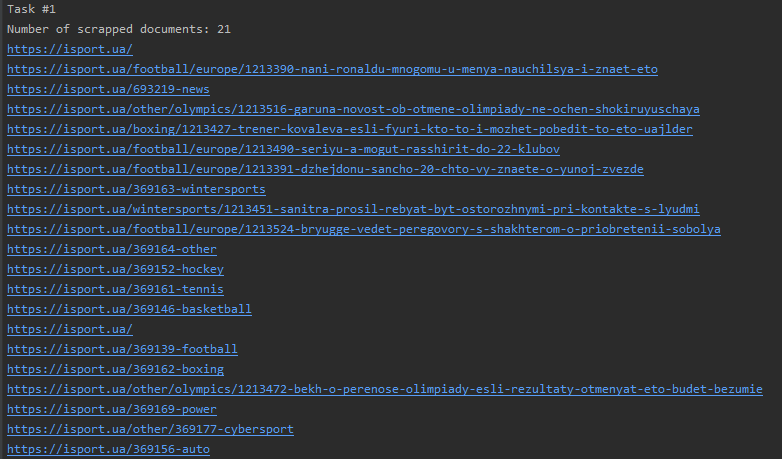 Task #1
Number of scrapped documents: 21
https://isport.ua/
https://isport.ua/football/europe/1213390-nani-ronaldu-mnogomu-u-menya-nauchilsya-i-znaet-eto
https://isport.ua/693219-news
https://isport.ua/other/olympics/1213516-garuna-novost-ob-otmene-olimpiady-ne-ochen-shokiruyuschaya
https://isport.ua/boxing/1213427-trener-kovaleva-esli-fyuri-kto-to-i-mozhet-pobedit-to-eto-uajlder
https://isport.ua/football/europe/1213490-seriyu-a-mogut-rasshirit-do-22-klubov
https://isport.ua/football/europe/1213391-dzhejdonu-sancho-20-chto-vy-znaete-o-yunoj-zvezde
https://isport.ua/369163-wintersports
https://isport.ua/wintersports/1213451-sanitra-prosil-rebyat-byt-ostorozhnymi-pri-kontakte-s-lyudmi
https://isport.ua/football/europe/1213524-bryugge-vedet-peregovory-s-shakhterom-o-priobretenii-sobolya
https://isport.ua/369164-other
https://isport.ua/369152-hockey
https://isport.ua/369161-tennis
https://isport.ua/369146-basketball
https://isport.ua/
https://isport.ua/369139-football
https://isport.ua/369162-boxing
https://isport.ua/other/olympics/1213472-bekh-o-perenose-olimpiady-esli-rezultaty-otmenyat-eto-budet-bezumie
https://isport.ua/369169-power
https://isport.ua/other/369177-cybersport
https://isport.ua/369156-auto